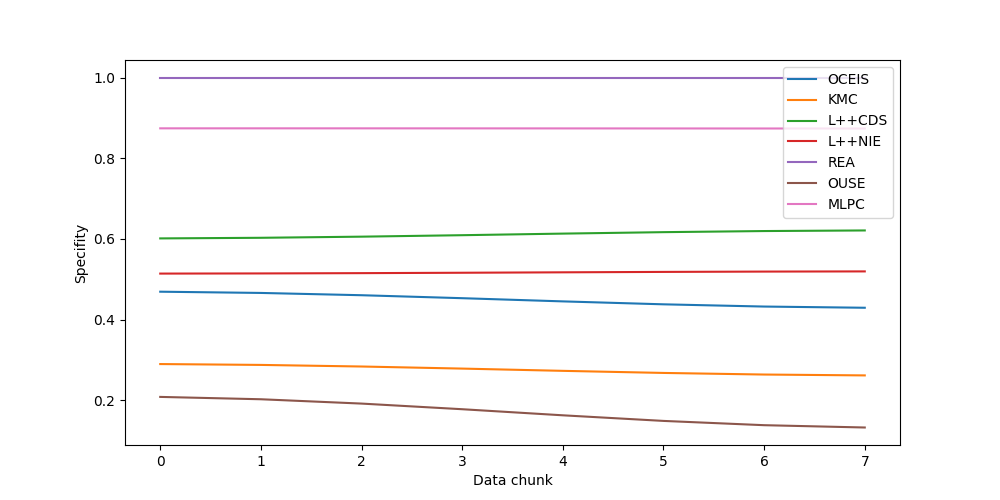 1.0
0.8
0.6
0.4
0.2
Specifity
0 1 2 3 4 5 6 7
Data chunk
OCEIS
KMC
L++CDS
L++NIE
REA
OUSE
MLPC